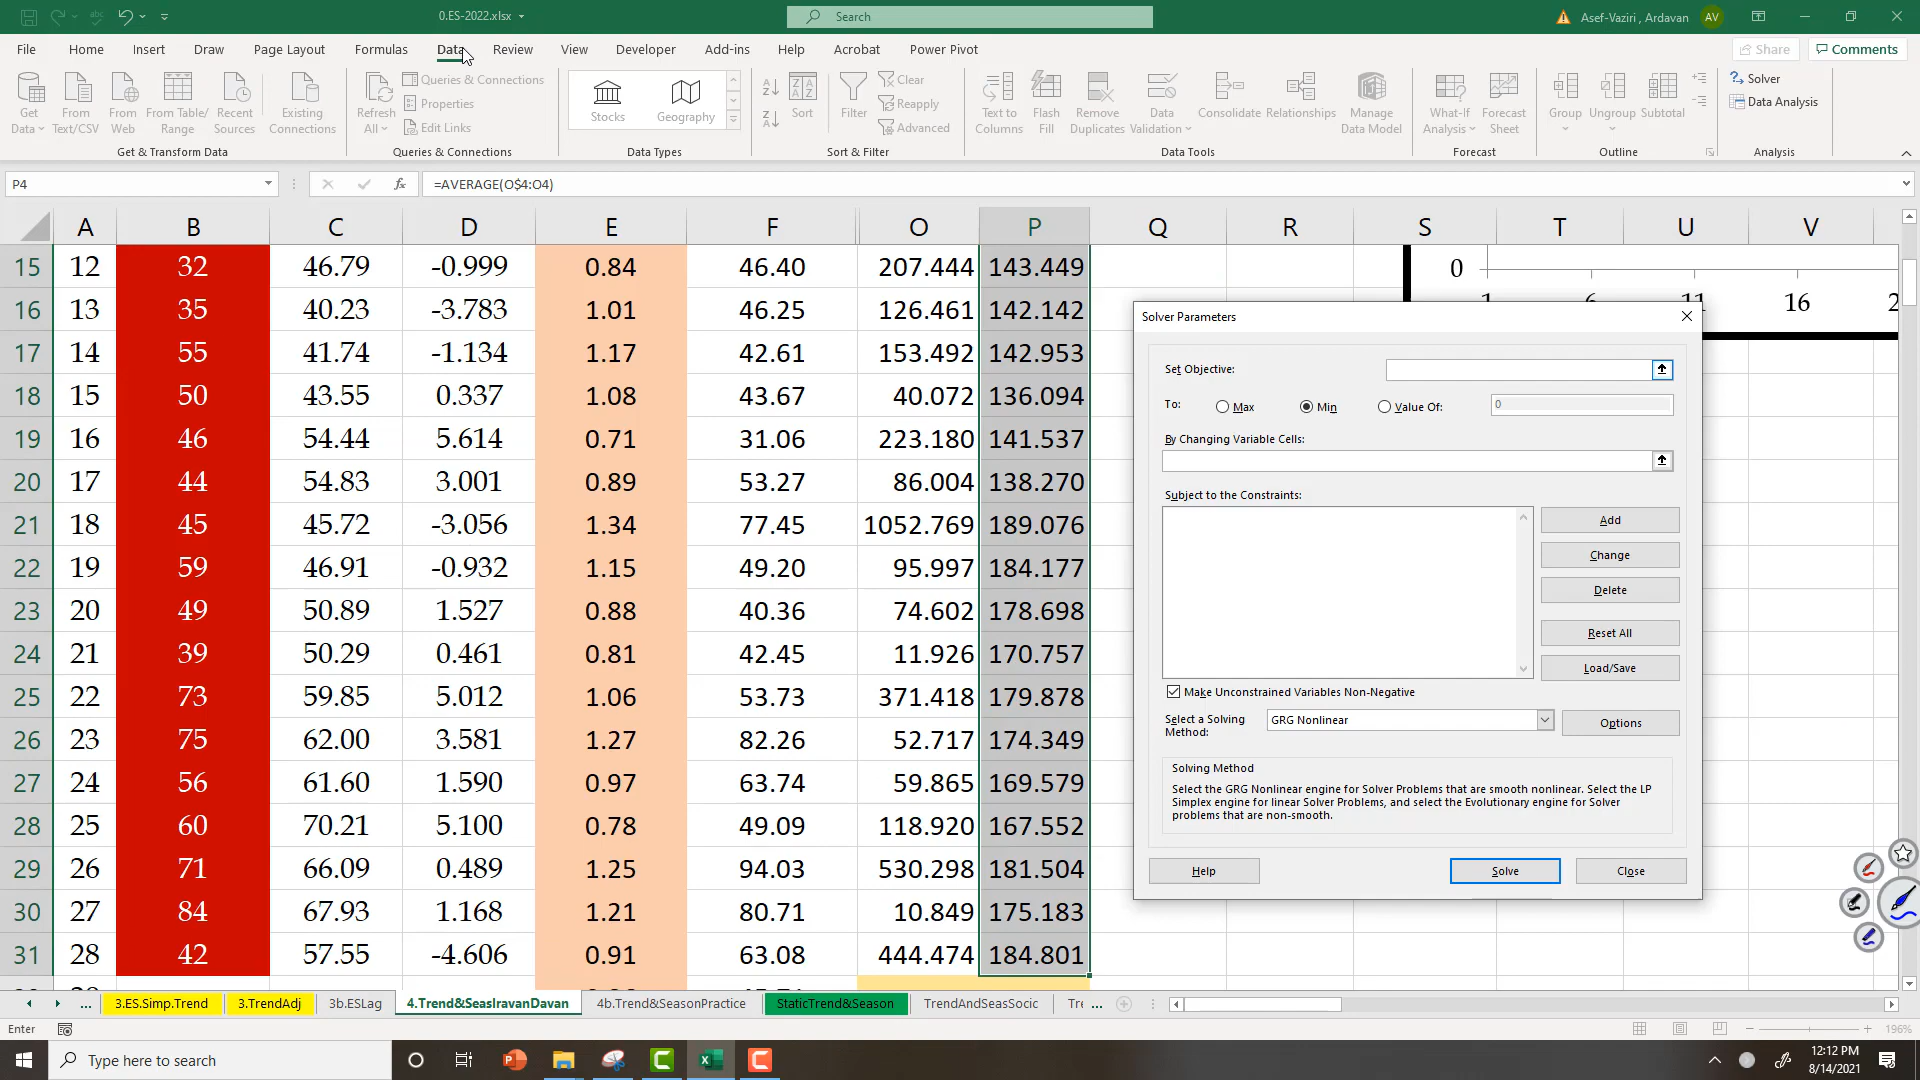 0.ES-2022.xlsx
Search
Asef-Vaziri , Ardavan AV
File Home Insert Draw Page Layout Formulas Data Review View Developer Add-ins Help Acrobat Power Pivot
Share Comments
Get Data From Text/CSV From Web From Table/ Range Recent Sources Existing Connections
Get & Transform Data
Refresh All Queries & Connections Properties Edit Links
Queries & Connections
Stocks Geography
Data Types
Sort Filter Clear Reapply Advanced
Sort & Filter
Text to Columns Flash Fill Remove Duplicates Data Validation Consolidate Relationships Manage Data Model
Data Tools
What-If Analysis Forecast Sheet
Forecast
Group Ungroup Subtotal
Outline
Solver
Data Analysis
Analysis
P4 fx =AVERAGE(O$4:O4)
A B C D E F O P Q R S T U V
15 12 32 46.79 -0.999 0.84 46.40 207.444 143.449
16 13 35 40.23 -3.783 1.01 46.25 126.461 142.142
17 14 55 41.74 -1.134 1.17 42.61 153.492 142.953
18 15 50 43.55 0.337 1.08 43.67 40.072 136.094
19 16 46 54.44 5.614 0.71 31.06 223.180 141.537
20 17 44 54.83 3.001 0.89 53.27 86.004 138.270
21 18 45 45.72 -3.056 1.34 77.45 1052.769 189.076
22 19 59 46.91 -0.932 1.15 49.20 95.997 184.177
23 20 49 50.89 1.527 0.88 40.36 74.602 178.698
24 21 39 50.29 0.461 0.81 42.45 11.926 170.757
25 22 73 59.85 5.012 1.06 53.73 371.418 179.878
26 23 75 62.00 3.581 1.27 82.26 52.717 174.349
27 24 56 61.60 1.590 0.97 63.74 59.865 169.579
28 25 60 70.21 5.100 0.78 49.09 118.920 167.552
29 26 71 66.09 0.489 1.25 94.03 530.298 181.504
30 27 84 67.93 1.168 1.21 80.71 10.849 175.183
31 28 42 57.55 -4.606 0.91 63.08 444.474 184.801
0
1 6 11 16 2
Solver Parameters
Set Objective:
To: Max Min Value Of: 0
By Changing Variable Cells:
Subject to the Constraints:
Add
Change
Delete
Reset All
Load/Save
Make Unconstrained Variables Non-Negative
Select a Solving Method: GRG Nonlinear Options
Solving Method
Select the GRG Nonlinear engine for Solver Problems that are smooth nonlinear. Select the LP
Simplex engine for linear Solver Problems, and select the Evolutionary engine for Solver
problems that are non-smooth.
Help Solve Close
... 3.ES.Simp.Trend 3.TrendAdj 3b.ESLag 4.Trend&SeasIravanDavan 4b.Trend&SeasonPractice StaticTrend&Season TrendAndSeasSocic Tre ...
Enter 196%
Type here to search
12:12 PM
8/14/2021